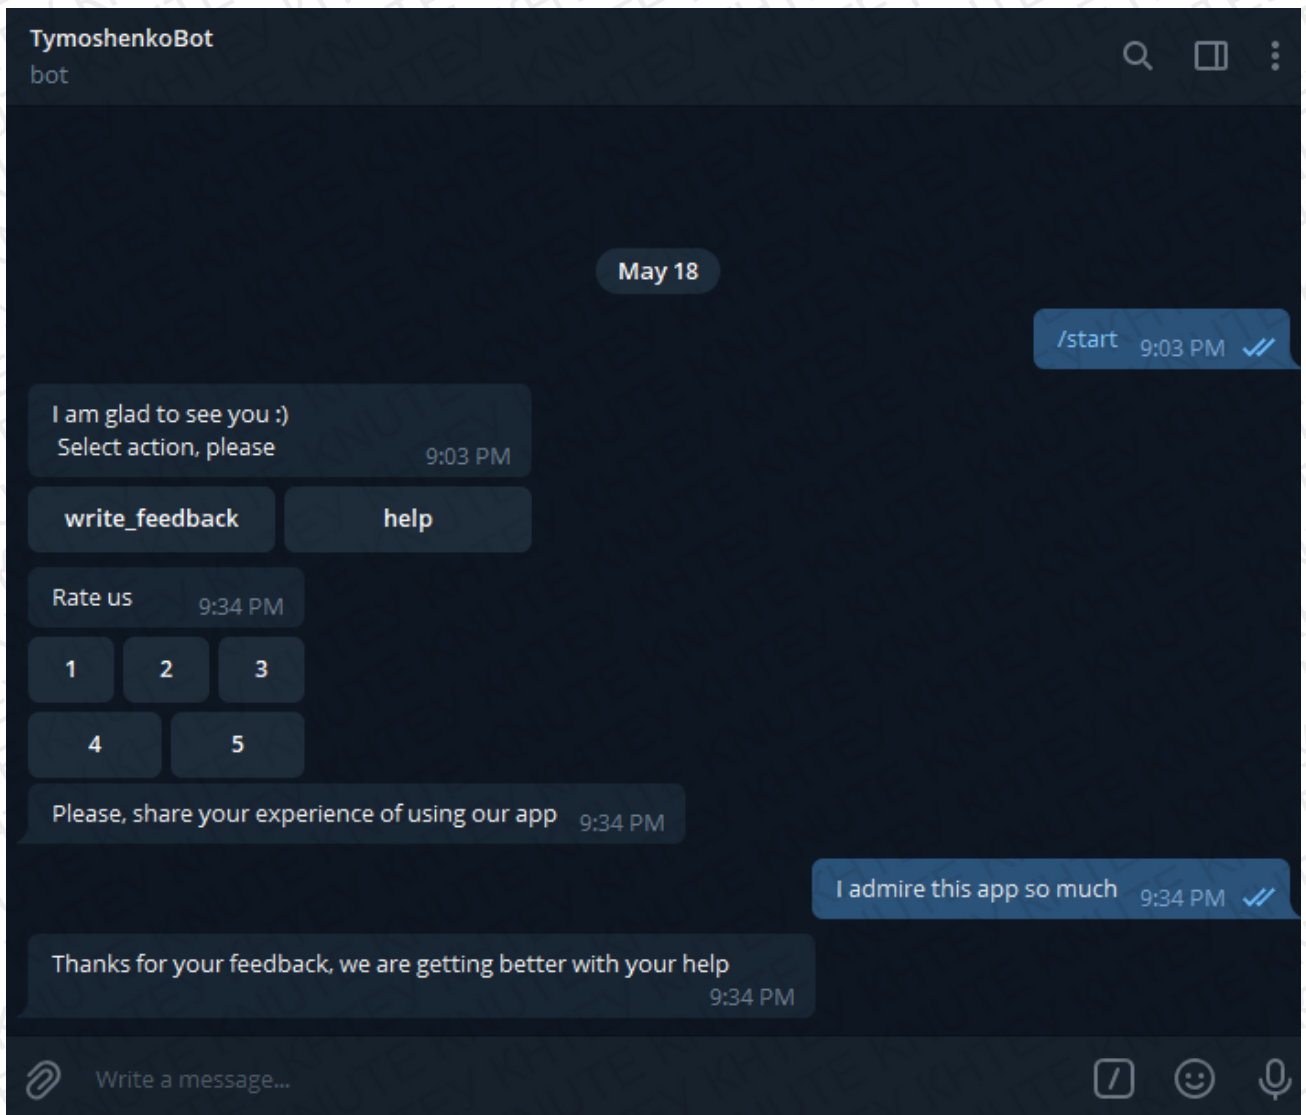 TymoshenkoBot
bot
May 18
/start 9:03 PM
I am glad to see you :)
Select action, please 9:03 PM
write_feedback help
Rate us 9:34 PM
1 2 3
4 5
Please, share your experience of using our app 9:34 PM
I admire this app so much 9:34 PM
Thanks for your feedback, we are getting better with your help
9:34 PM
Write a message...
KNUTE KHTEY